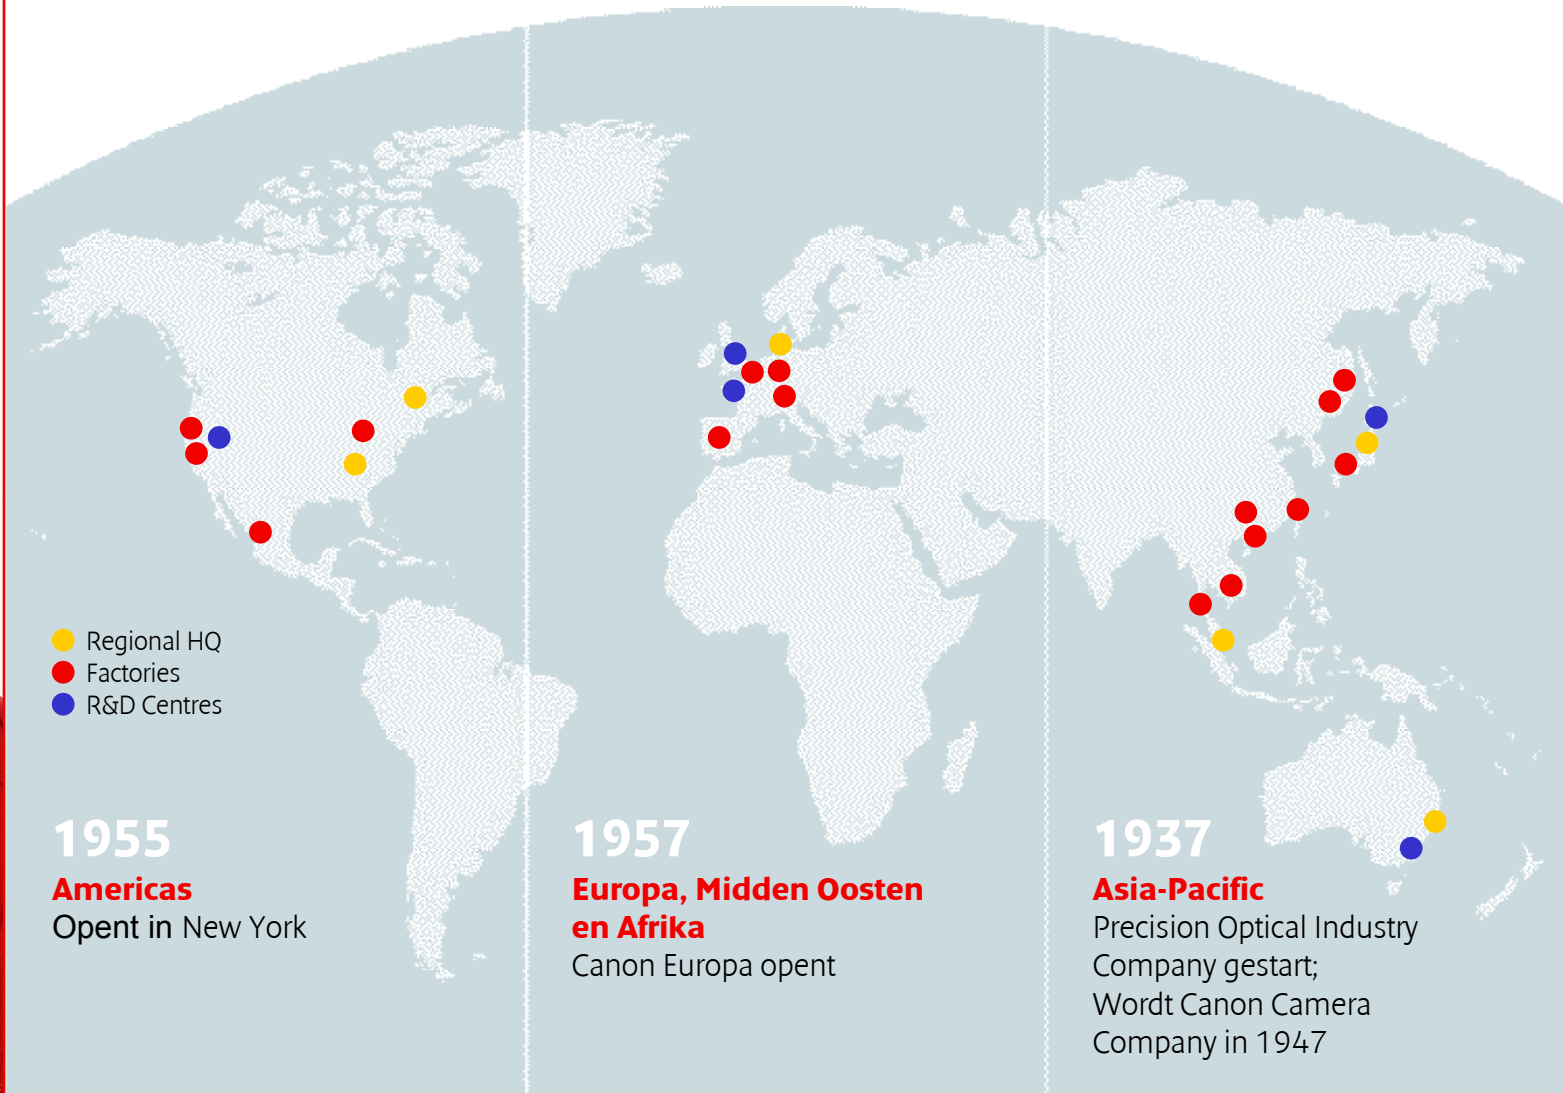 Regional HQ
Factories
R&D Centres
1955
Americas
Opent in New York
1957
Europa, Midden Oosten
en Afrika
Canon Europa opent
1937
Asia-Pacific
Precision Optical Industry
Company gestart;
Wordt Canon Camera
Company in 1947